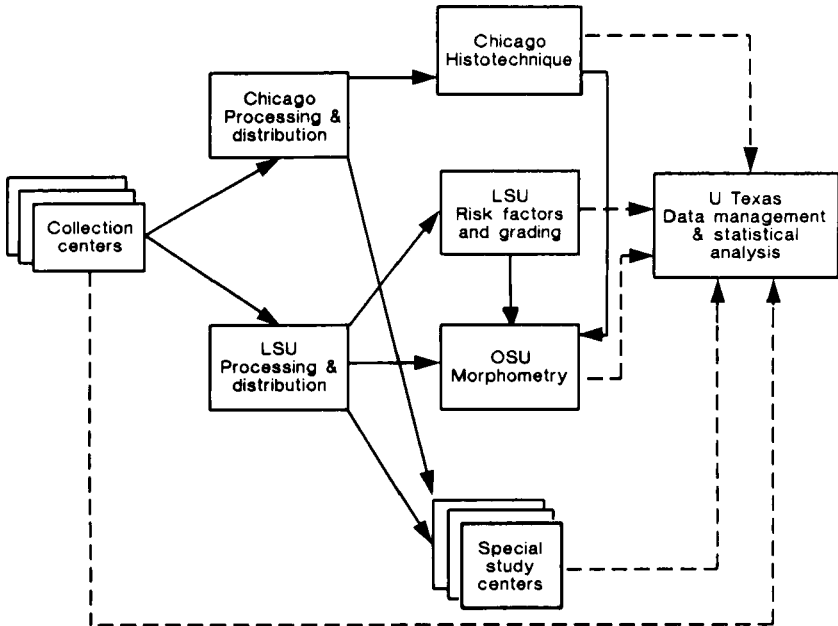 Chicago
Histotechnique
Chicago
Processing &
distribution
LSU
Risk factors
and grading
U Texas
Data management
& statistical
analysis
Collection
centers
LSU
Processing &
distribution
OSU
Morphometry
Special
study
centers